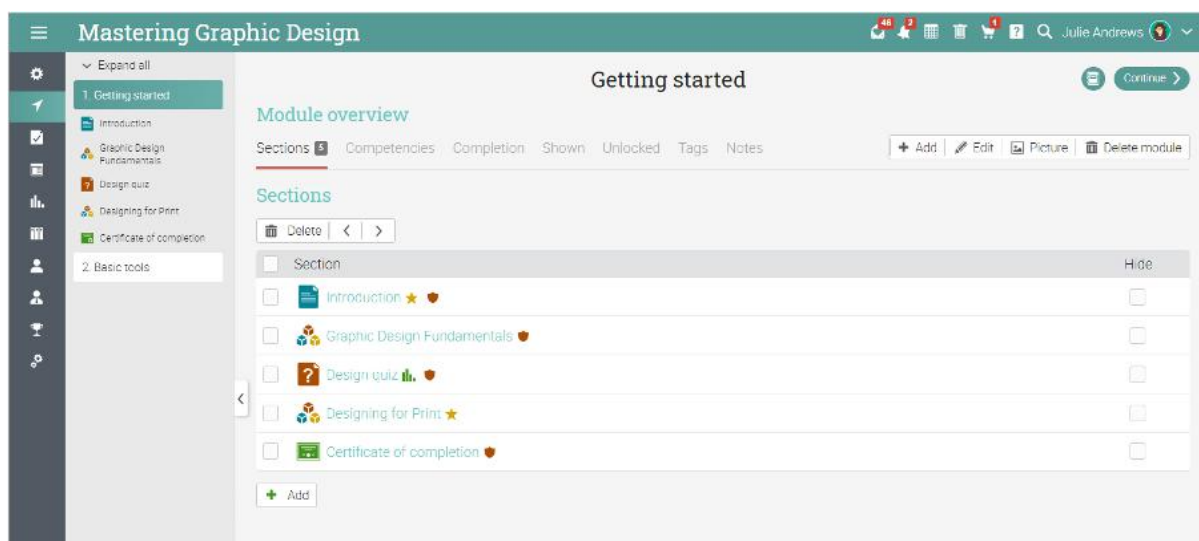 Mastering Graphic Design
46
2
1
?
Julie Andrews
Expand all
1. Getting started
Introduction
Graphic Design
Fundamentals
Design quiz
Designing for Print
Certificate of completion
2. Basic tools
Getting started
Continue
Module overview
Sections 5 Competencies Completion Shown Unlocked Tags Notes
Add Edit Picture Delete module
Sections
Delete
Section Hide
Introduction
Graphic Design Fundamentals
Design quiz
Designing for Print
Certificate of completion
Add